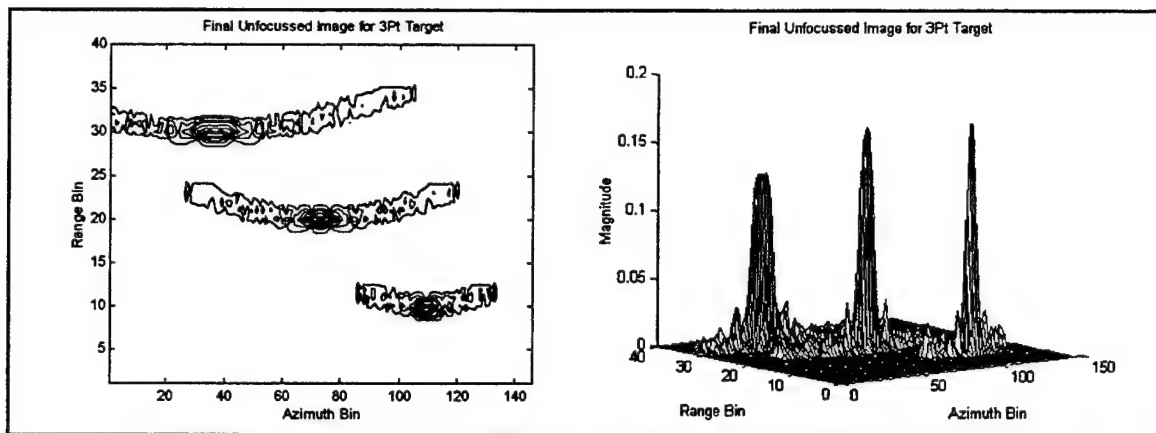 Final Unfocussed Image for 3Pt Target
40
35
30
25
20
15
10
5
Range Bin
20 40 60 80 100 120 140
Azimuth Bin
Final Unfocussed Image for 3Pt Target
0.2
0.15
0.1
0.05
0
Magnitude
40 30 20 10 0
0 50 100 150
Range Bin
Azimuth Bin